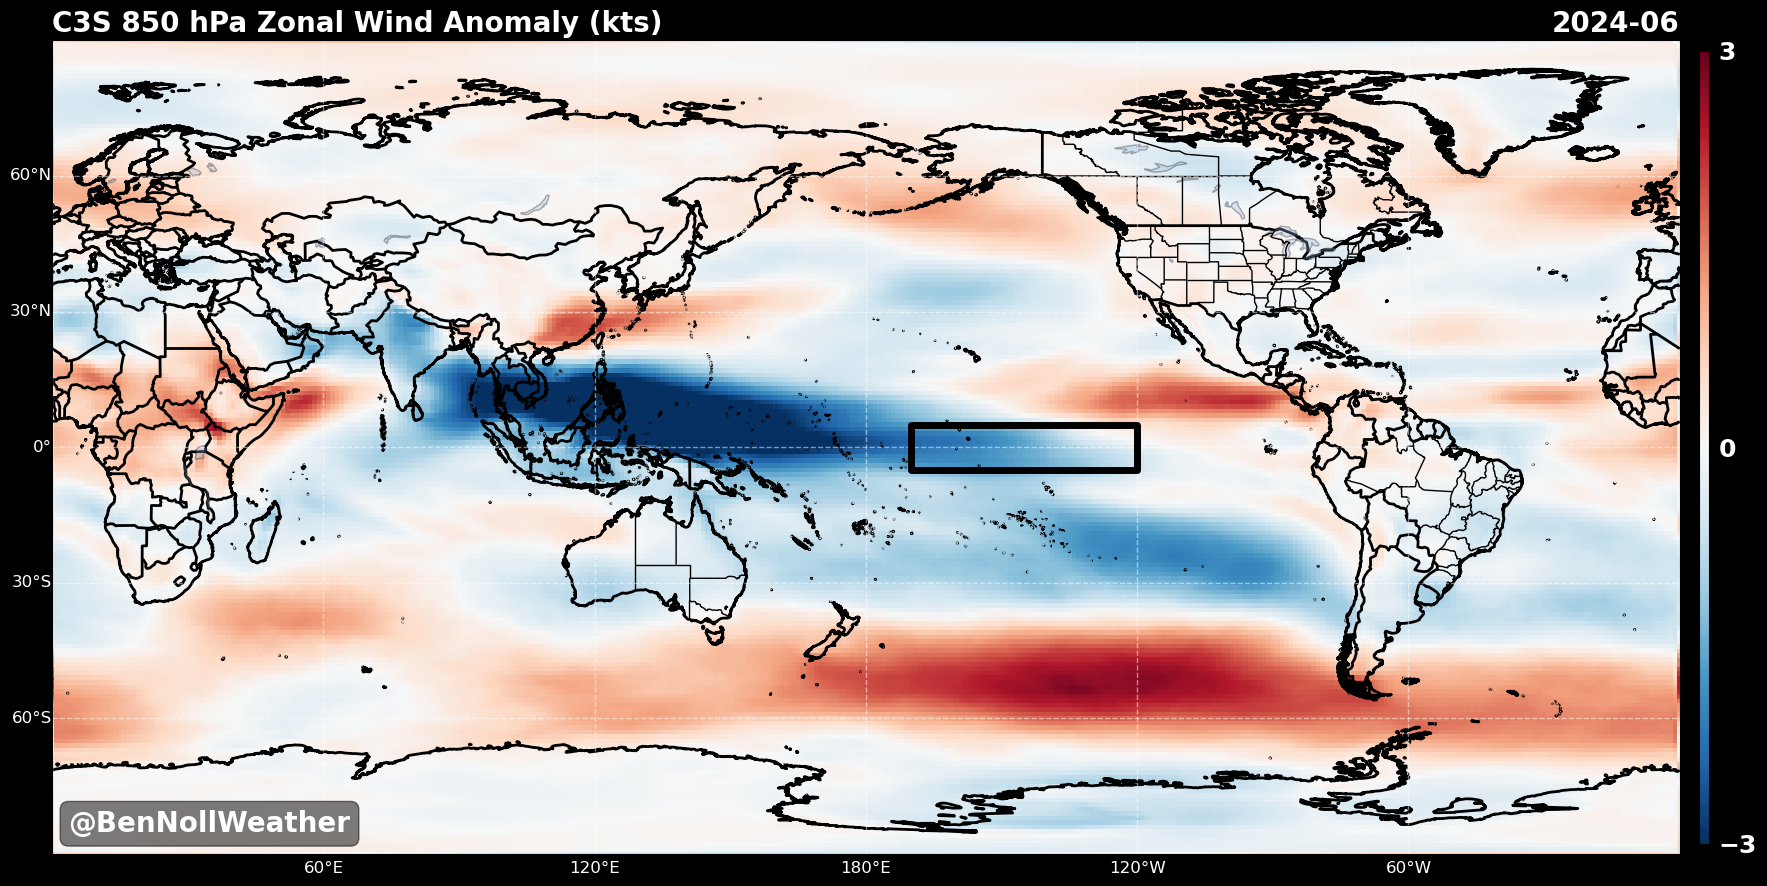 C3S 850 hPa Zonal Wind Anomaly (kts) 2024-06
3
60°N
30°N
0°
0
30°S
60°S
@BenNollWeather
−3
60°E 120°E 180°E 120°W 60°W